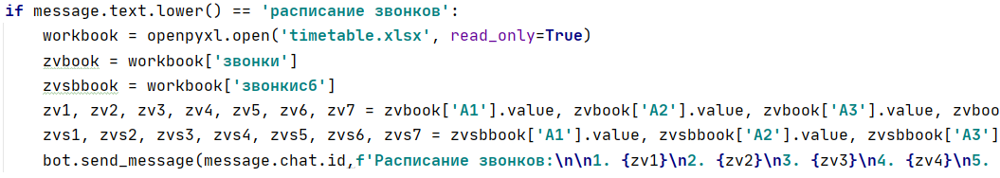 if message.text.lower() == 'расписание звонков':
workbook = openpyxl.open('timetable.xlsx', read_only=True)
zvbook = workbook['звонки']
zvsbbook = workbook['звонкисб']
zv1, zv2, zv3, zv4, zv5, zv6, zv7 = zvbook['A1'].value, zvbook['A2'].value, zvbook['A3'].value, zvboo
zvs1, zvs2, zvs3, zvs4, zvs5, zvs6, zvs7 = zvsbbook['A1'].value, zvsbbook['A2'].value, zvsbbook['A3']
bot.send_message(message.chat.id,f'Расписание звонков:\n\n1. {zv1}\n2. {zv2}\n3. {zv3}\n4. {zv4}\n5.